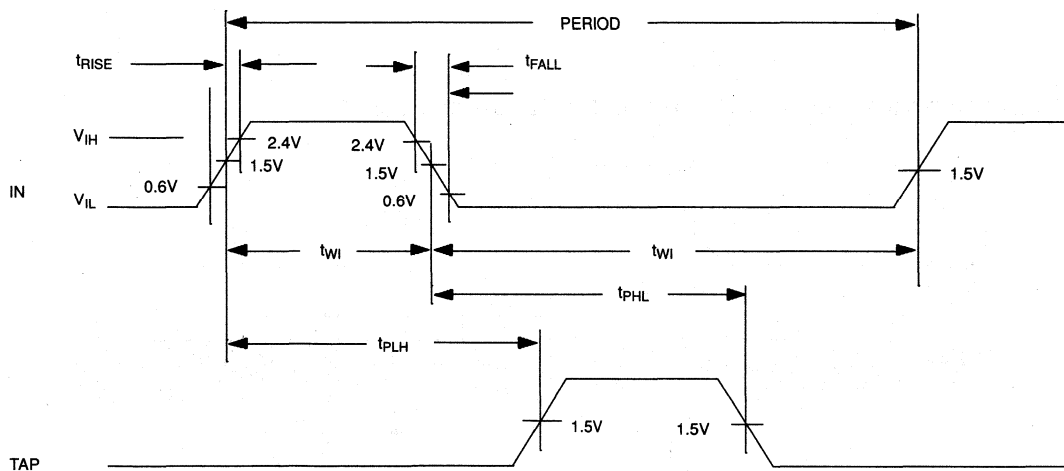 PERIOD
tRISE
tFALL
VIH
2.4V
2.4V
1.5V
1.5V
1.5V
IN
0.6V
VIL
0.6V
tWI
tWI
tPHL
tPLH
1.5V
1.5V
TAP